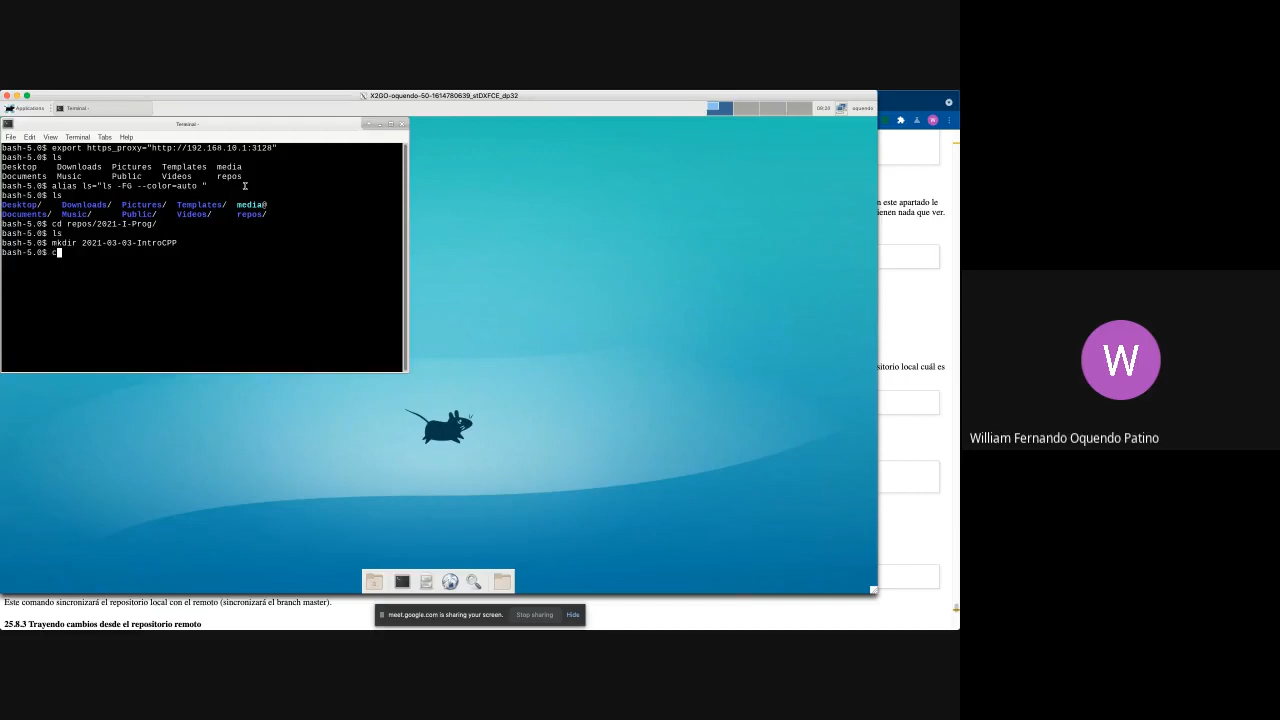 X2GO-oquendo-50-1614780639_stDXFCE_dp32
Applications
Terminal -
08:20
oquendo
Terminal -
File Edit View Terminal Tabs Help
bash-5.0$ export https_proxy="http://192.168.10.1:3128"
bash-5.0$ ls
Desktop Downloads Pictures Templates media
Documents Music Public Videos repos
bash-5.0$ alias ls="ls -FG --color=auto "
bash-5.0$ ls
Desktop/ Downloads/ Pictures/ Templates/ media@
Documents/ Music/ Public/ Videos/ repos/
bash-5.0$ cd repos/2021-I-Prog/
bash-5.0$ ls
bash-5.0$ mkdir 2021-03-03-IntroCPP
bash-5.0$ c
n este apartado le
ienen nada que ver.
sitorio local cuál es
W
William Fernando Oquendo Patino
Este comando sincronizará el repositorio local con el remoto (sincronizará el branch master).
meet.google.com is sharing your screen.
Stop sharing
Hide
25.8.3 Trayendo cambios desde el repositorio remoto